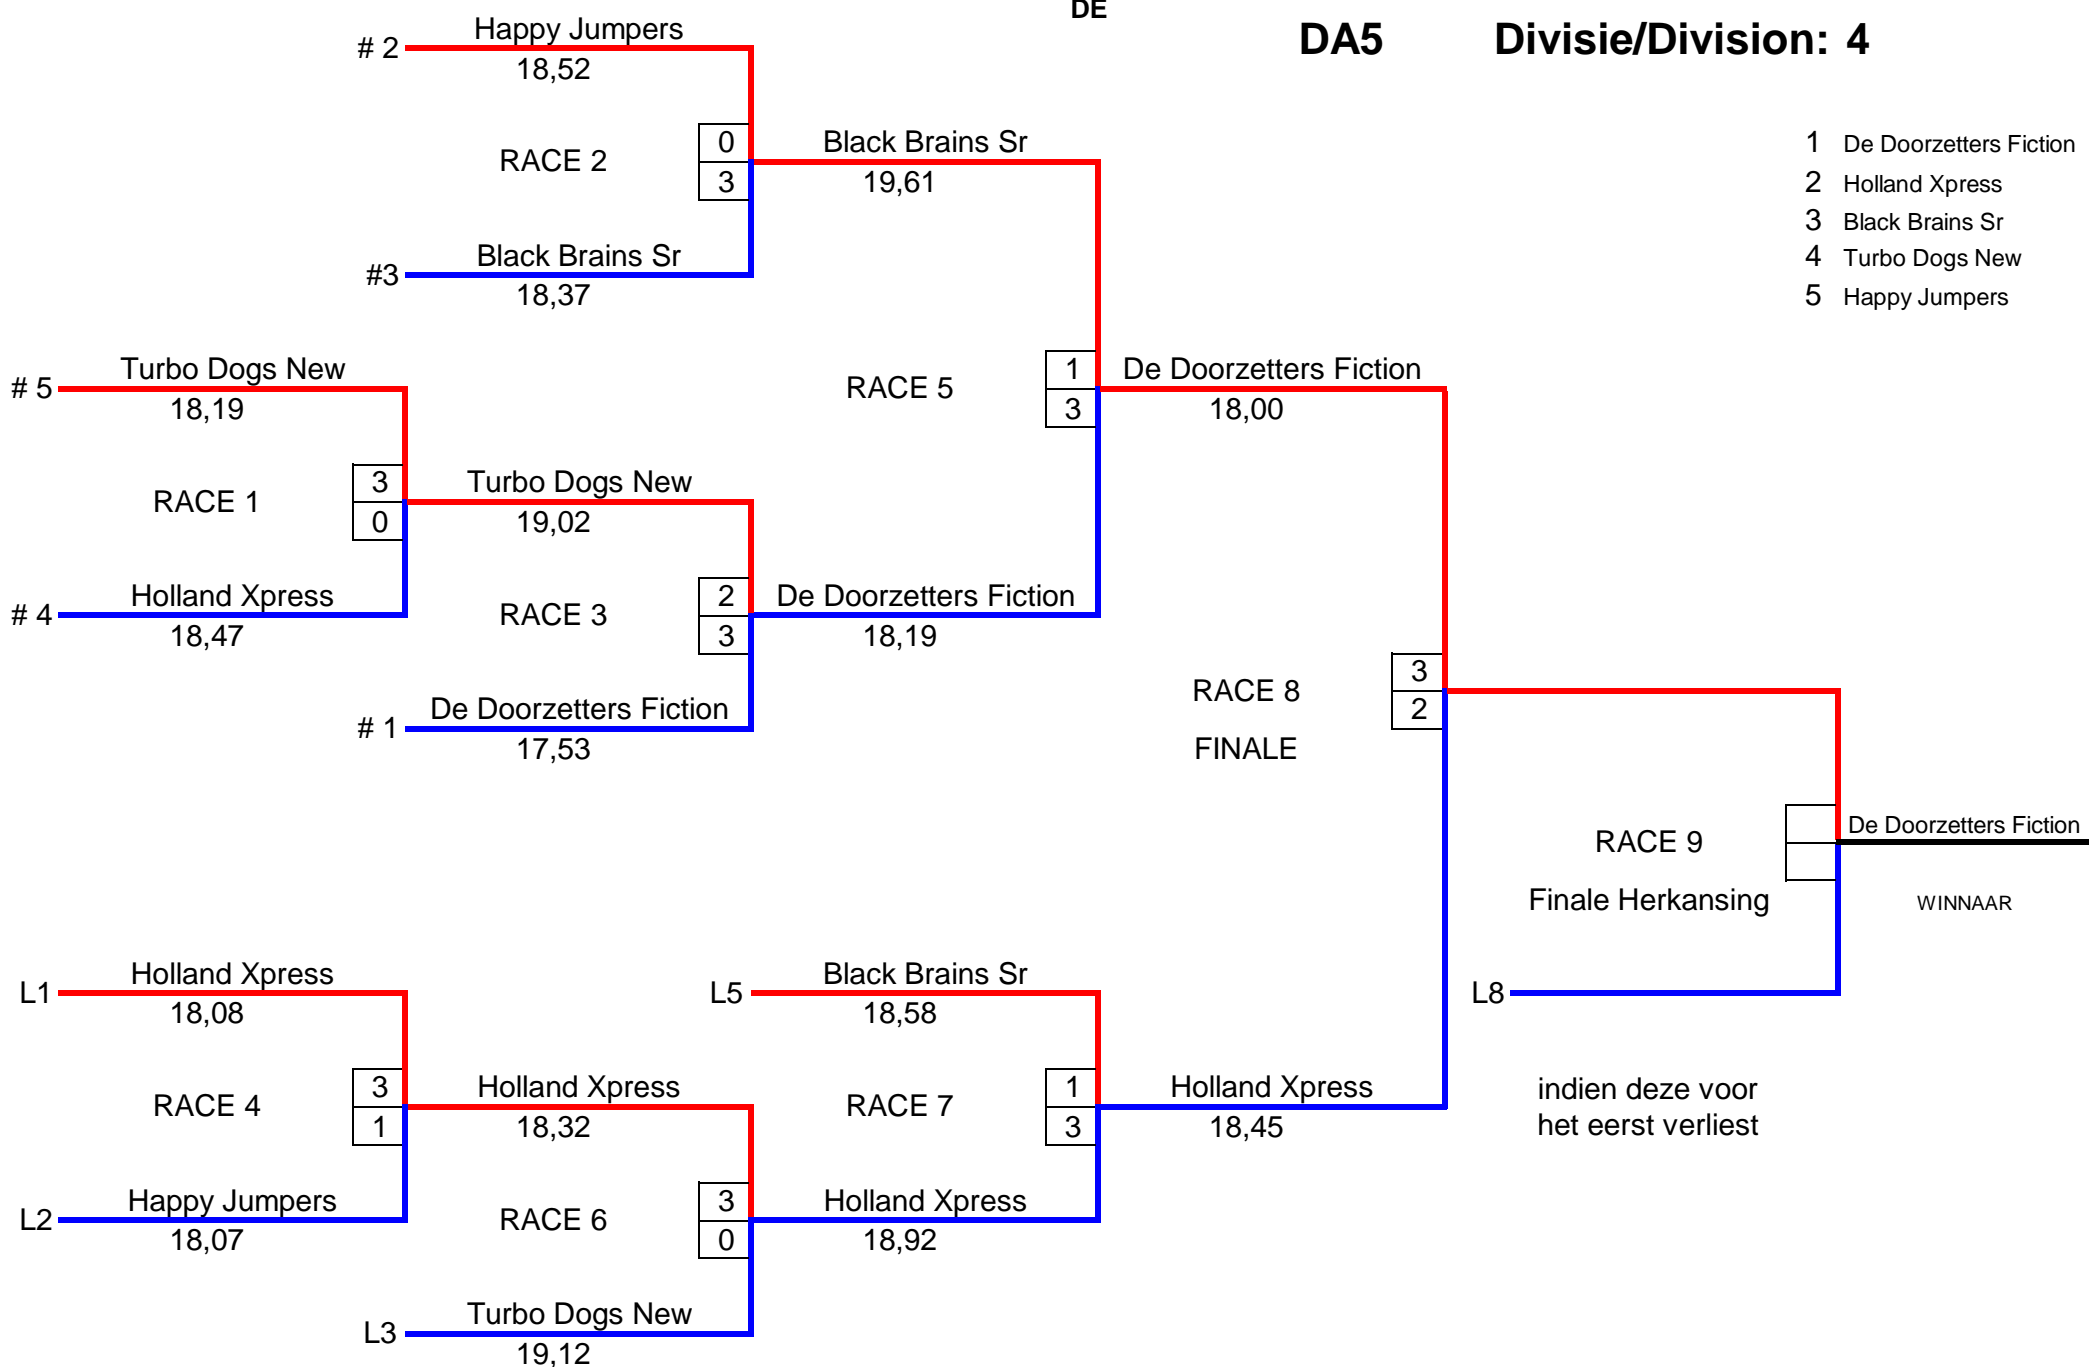 DE
DA5 Divisie/Division: 4
# 2 Happy Jumpers
18,52
RACE 2
0
3
#3 Black Brains Sr
18,37
Black Brains Sr
19,61
1 De Doorzetters Fiction
2 Holland Xpress
3 Black Brains Sr
4 Turbo Dogs New
5 Happy Jumpers
# 5 Turbo Dogs New
18,19
RACE 1
3
0
# 4 Holland Xpress
18,47
Turbo Dogs New
19,02
RACE 3
2
3
# 1 De Doorzetters Fiction
17,53
De Doorzetters Fiction
18,19
RACE 5
1
3
De Doorzetters Fiction
18,00
RACE 8
FINALE
3
2
RACE 9
Finale Herkansing
De Doorzetters Fiction
WINNAAR
L8
indien deze voor
het eerst verliest
L1 Holland Xpress
18,08
RACE 4
3
1
L2 Happy Jumpers
18,07
Holland Xpress
18,32
RACE 6
3
0
L3 Turbo Dogs New
19,12
L5 Black Brains Sr
18,58
RACE 7
1
3
Holland Xpress
18,92
Holland Xpress
18,45